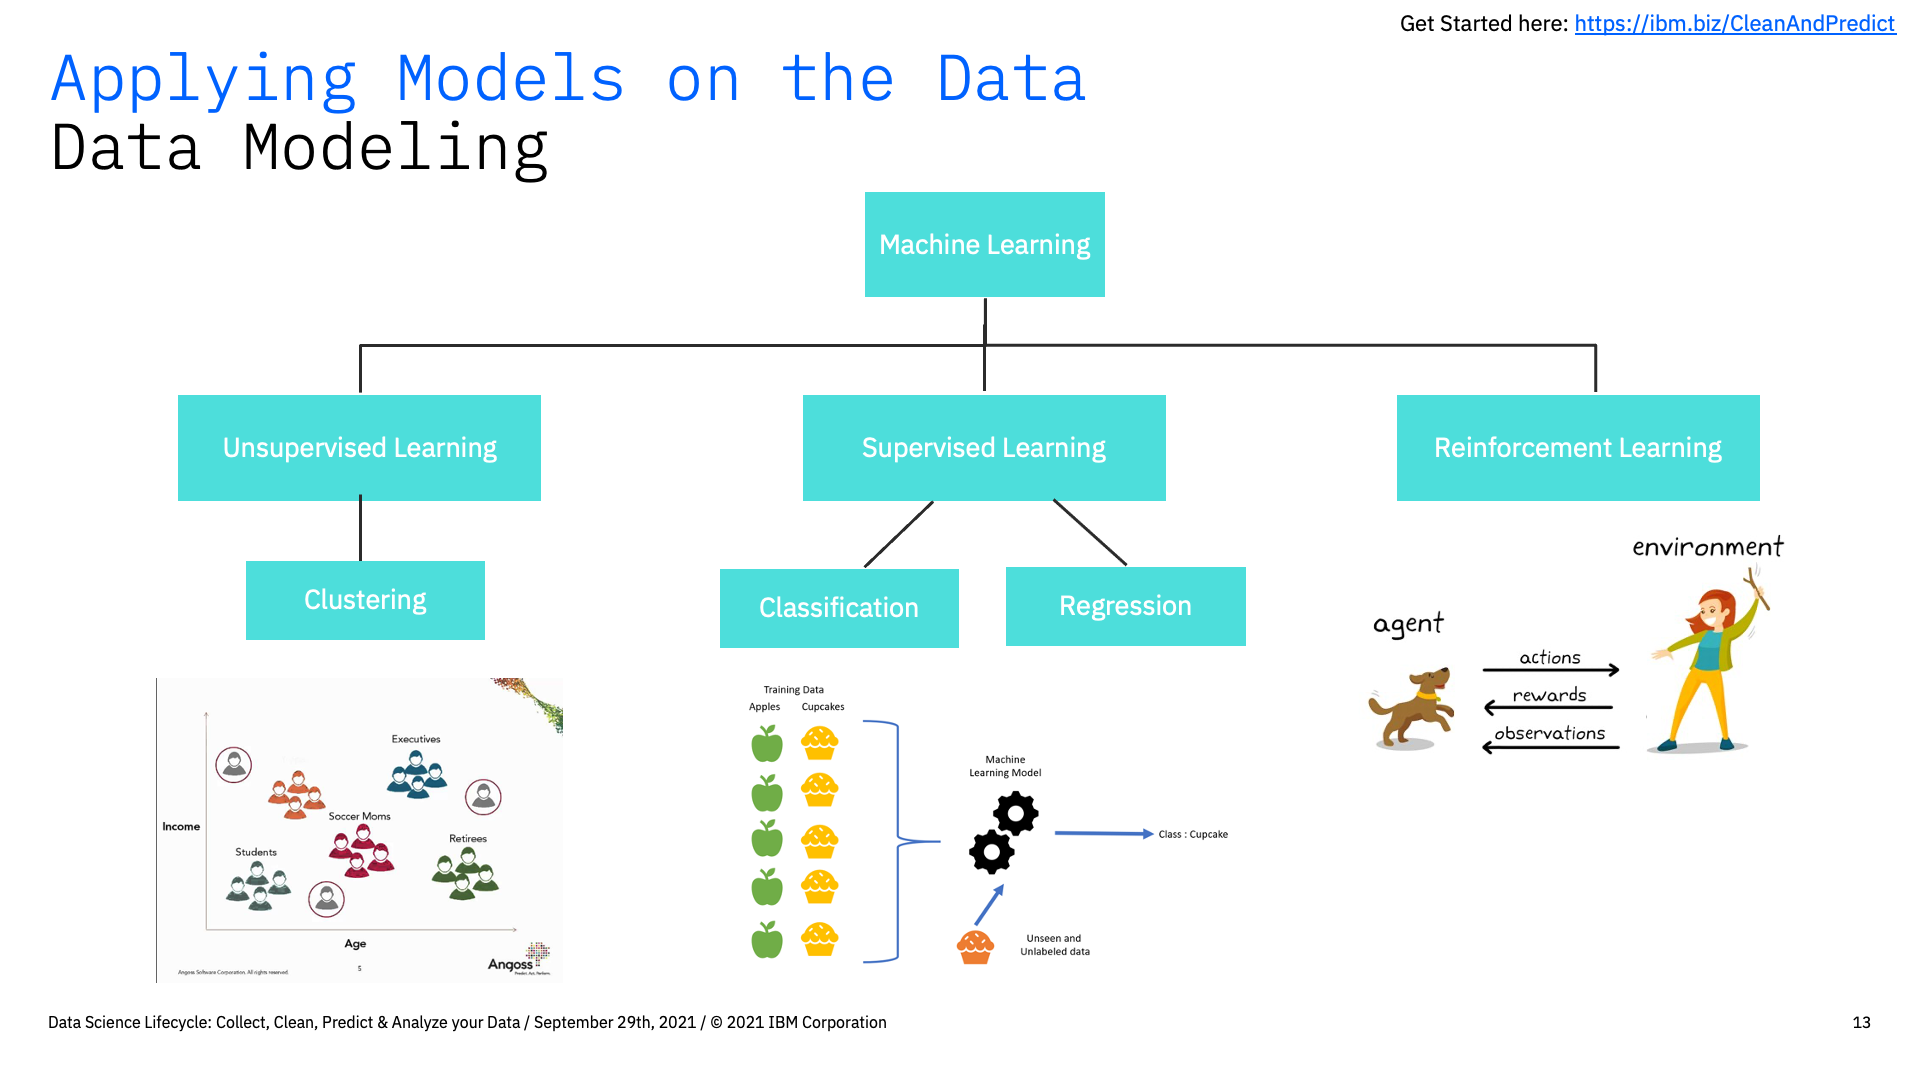 Get Started here: https://ibm.biz/CleanAndPredict
Applying Models on the Data
Data Modeling
Machine Learning
Unsupervised Learning
Supervised Learning
Reinforcement Learning
Clustering
Classification
Regression
Executives
Soccer Moms
Retirees
Students
Income
Age
Angoss Software Corporation. All rights reserved
5
Angoss
Predict. Act. Perform.
Training Data
Apples Cupcakes
Machine
Learning Model
Class : Cupcake
Unseen and
Unlabeled data
environment
agent
actions
rewards
observations
Data Science Lifecycle: Collect, Clean, Predict & Analyze your Data / September 29th, 2021 / © 2021 IBM Corporation
13